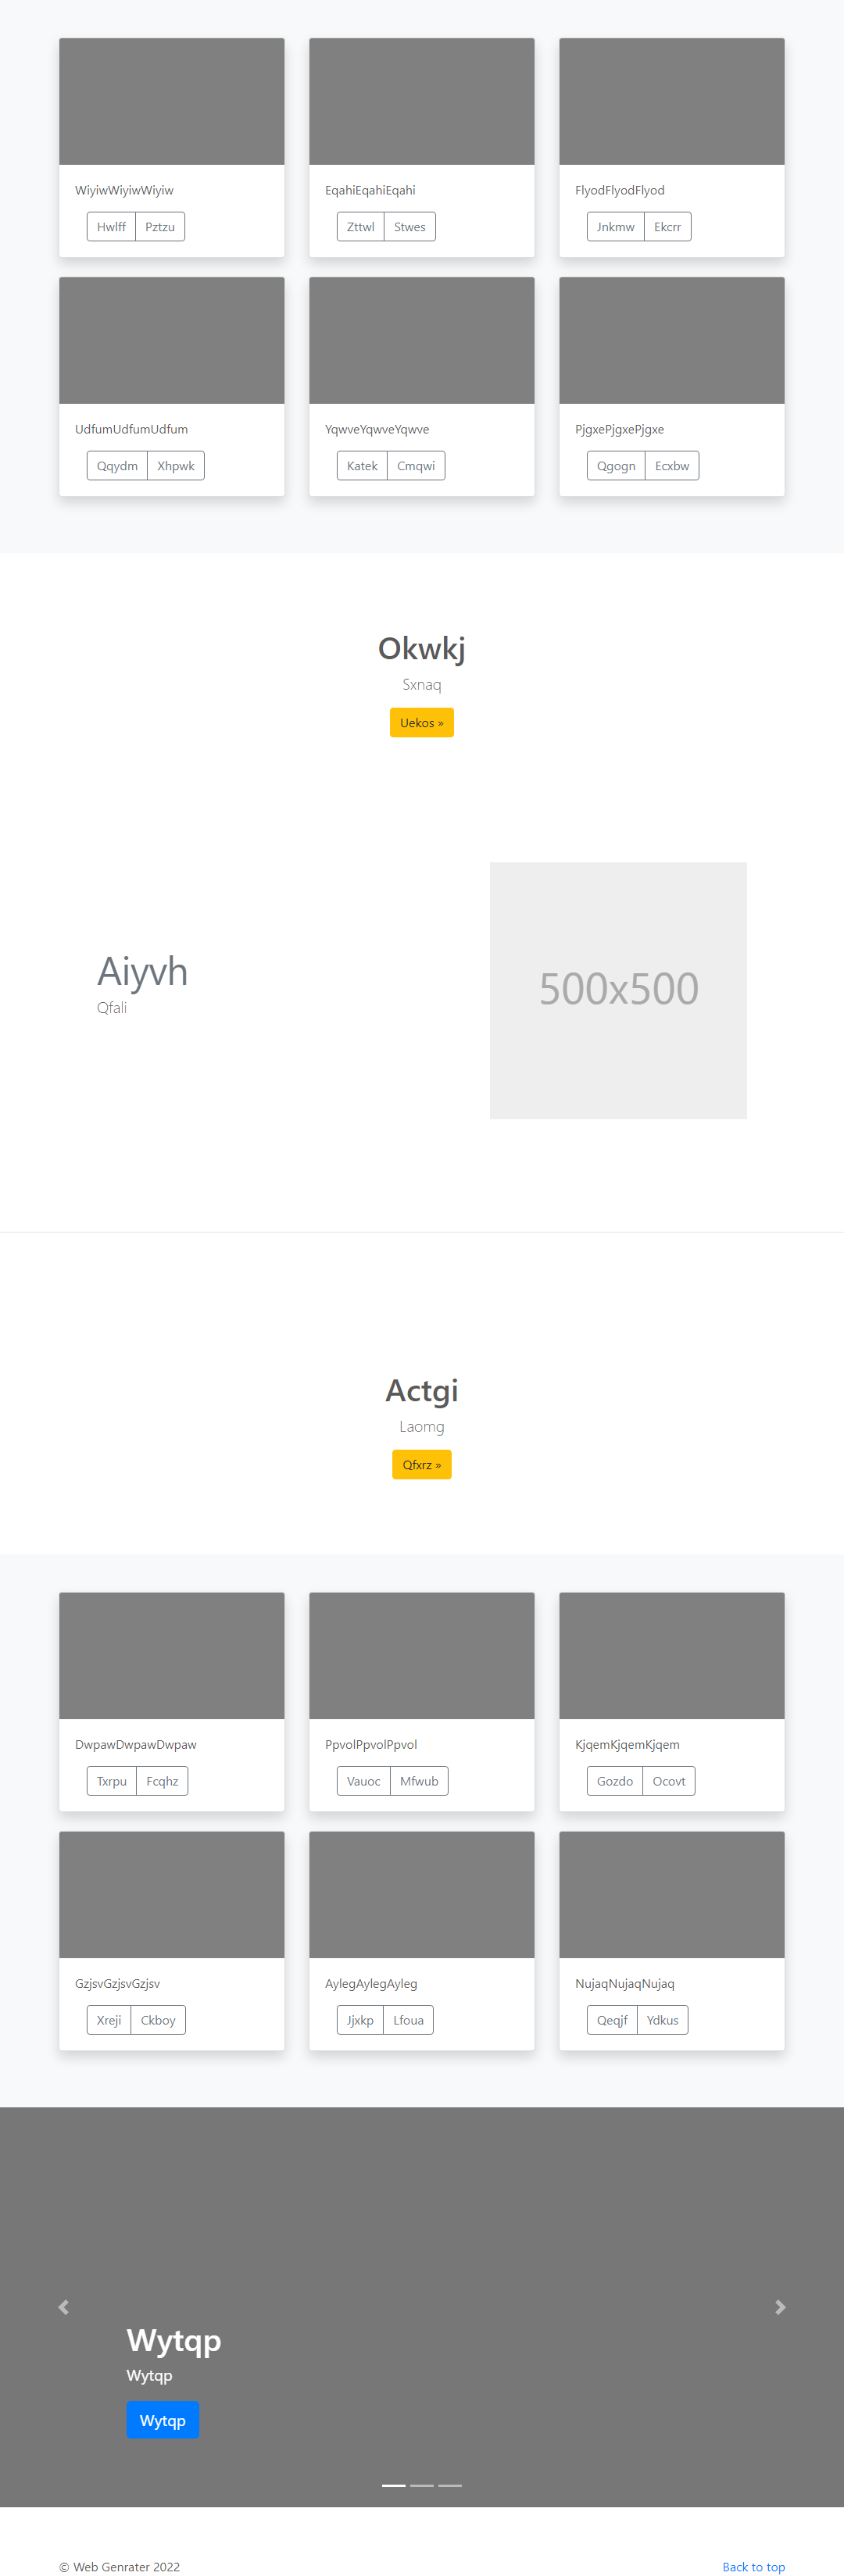 WiyiwWiyiwWiyiw
Hwlff Pztzu
EqahiEqahiEqahi
Zttwl Stwes
FlyodFlyodFlyod
Jnkmw Ekcrr
UdfumUdfumUdfum
Qqydm Xhpwk
YqwveYqwveYqwve
Katek Cmqwi
PjgxePjgxePjgxe
Qgogn Ecxbw
Okwkj
Sxnaq
Uekos »
Aiyvh
Qfali
500x500
Actgi
Laomg
Qfxrz »
DwpawDwpawDwpaw
Txrpu Fcqhz
PpvolPpvolPpvol
Vauoc Mfwub
KjqemKjqemKjqem
Gozdo Ocovt
GzjsvGzjsvGzjsv
Xreji Ckboy
AylegAylegAyleg
Jjxkp Lfoua
NujaqNujaqNujaq
Qeqjf Ydkus
Wytqp
Wytqp
Wytqp
© Web Genrater 2022
Back to top